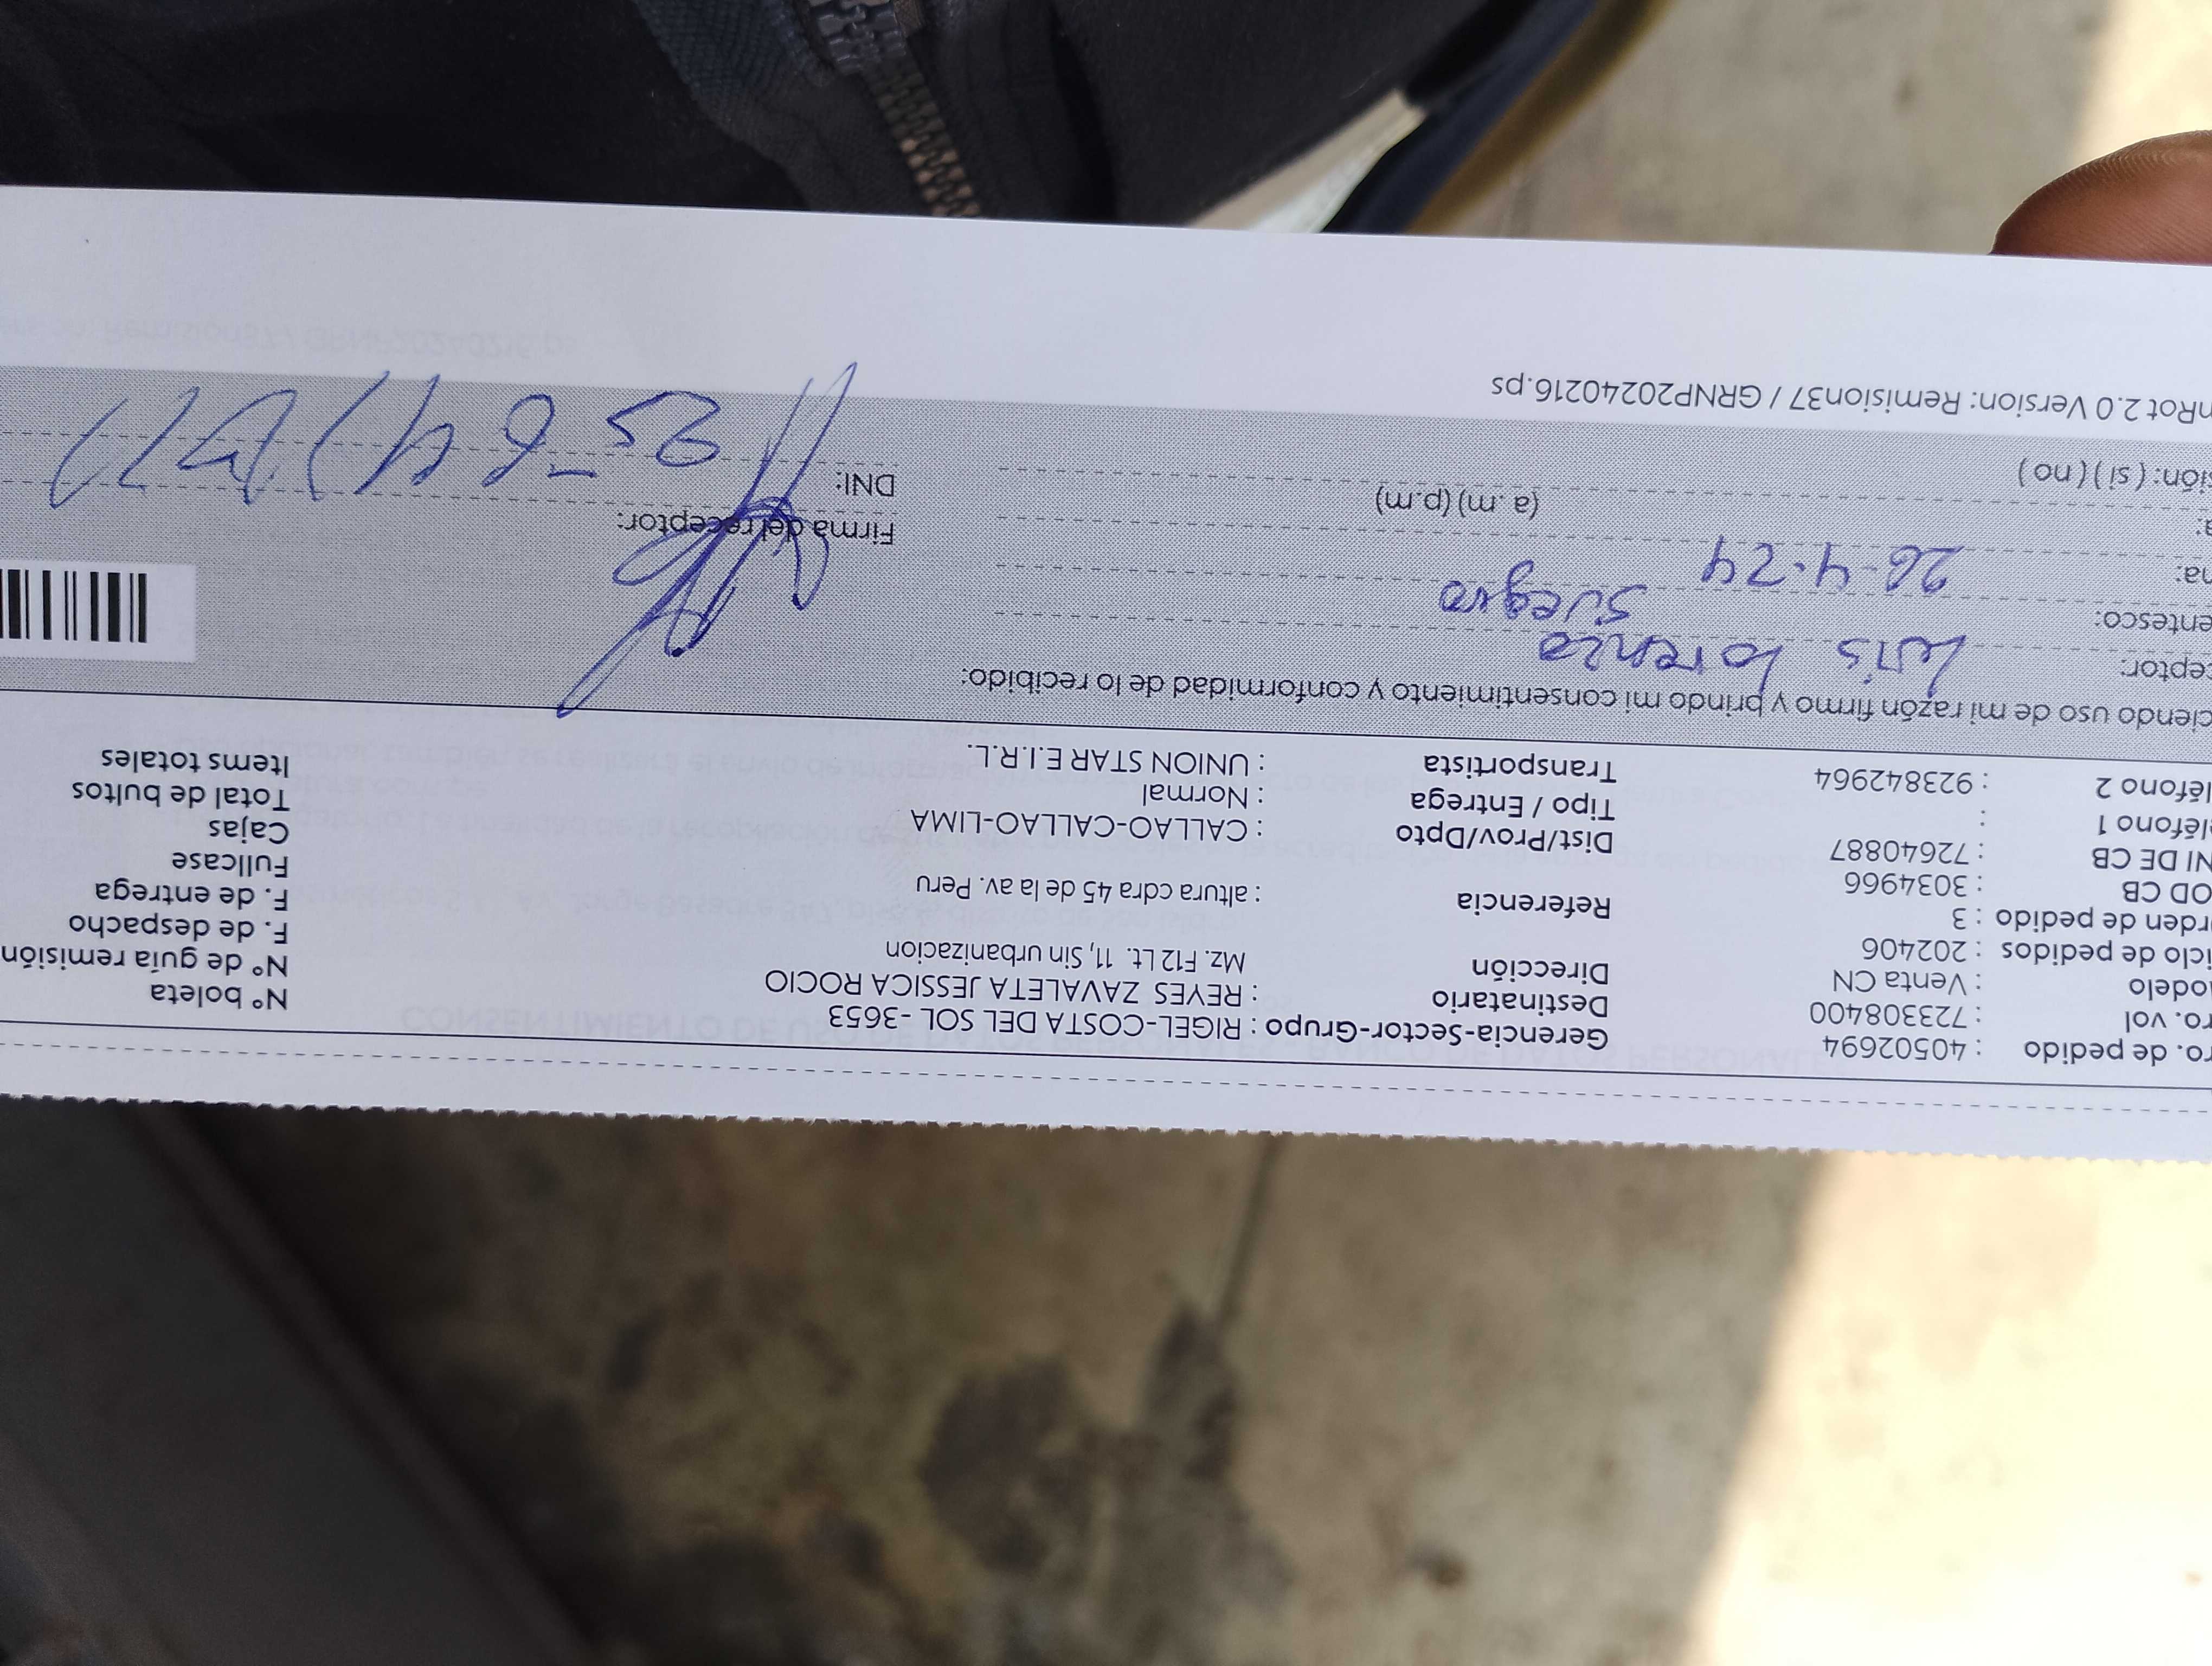 ro. de pedido : 40502694 Gerencia-Sector-Grupo : RIGEL-COSTA DEL SOL -3653 N° boleta
ro. vol : 723308400 Destinatario : REYES ZAVALETA JESSICA ROCIO N° de guía remisión
odelo : Venta CN Dirección Mz. F12 Lt. 11, Sin urbanizacion F. de despacho
iclo de pedidos : 202406 F. de entrega
rden de pedido : 3 Referencia : altura cdra 45 de la av. Peru Fullcase
OD CB : 3034966 Cajas
NI DE CB : 72640887 Dist/Prov/Dpto : CALLAO-CALLAO-LIMA Total de bultos
léfono 1 : Tipo / Entrega : Normal Items totales
léfono 2 : 923842964 Transportista : UNION STAR E.I.R.L.
ciendo uso de mi razón firmo y brindo mi consentimiento y conformidad de lo recibido:
ceptor: Luis Lorenzo
entesco: Suegro
ha: 26-4-24 Firma del receptor:
a: (a.m) (p.m) DNI:
sión: ( si ) ( no )
nRot 2.0 Version: Remision37 / GRNP20240216.ps